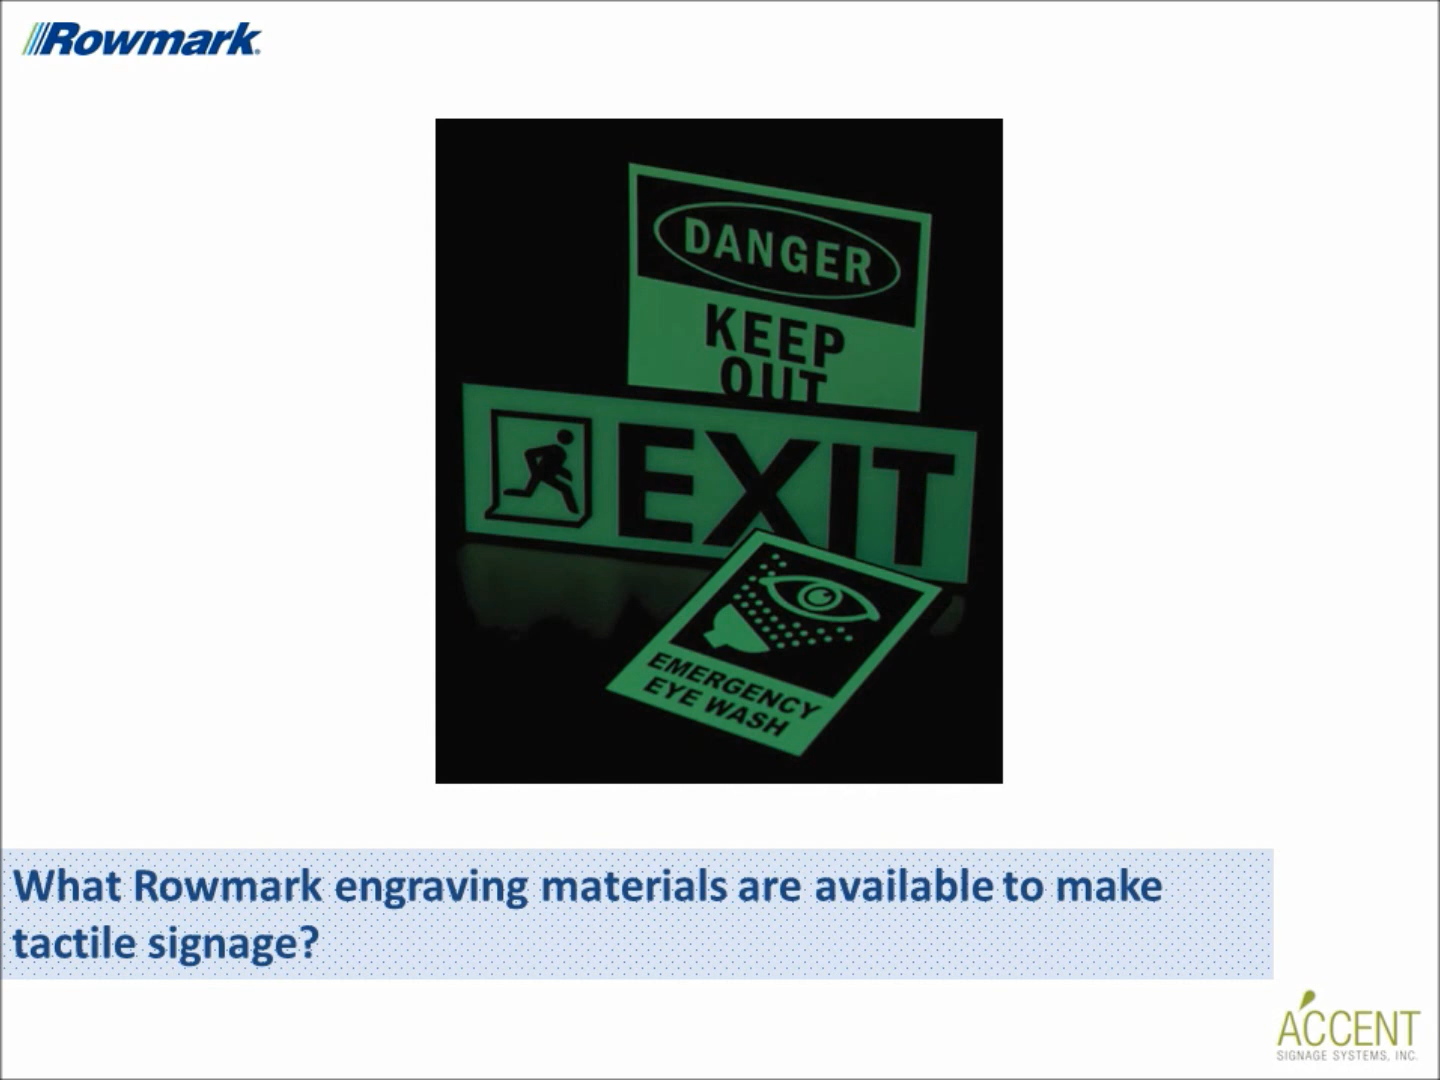 Rowmark
DANGER
KEEP
OUT
EXIT
EMERGENCY
EYE WASH
What Rowmark engraving materials are available to make
tactile signage?
ACCENT
SIGNAGE SYSTEMS, INC.